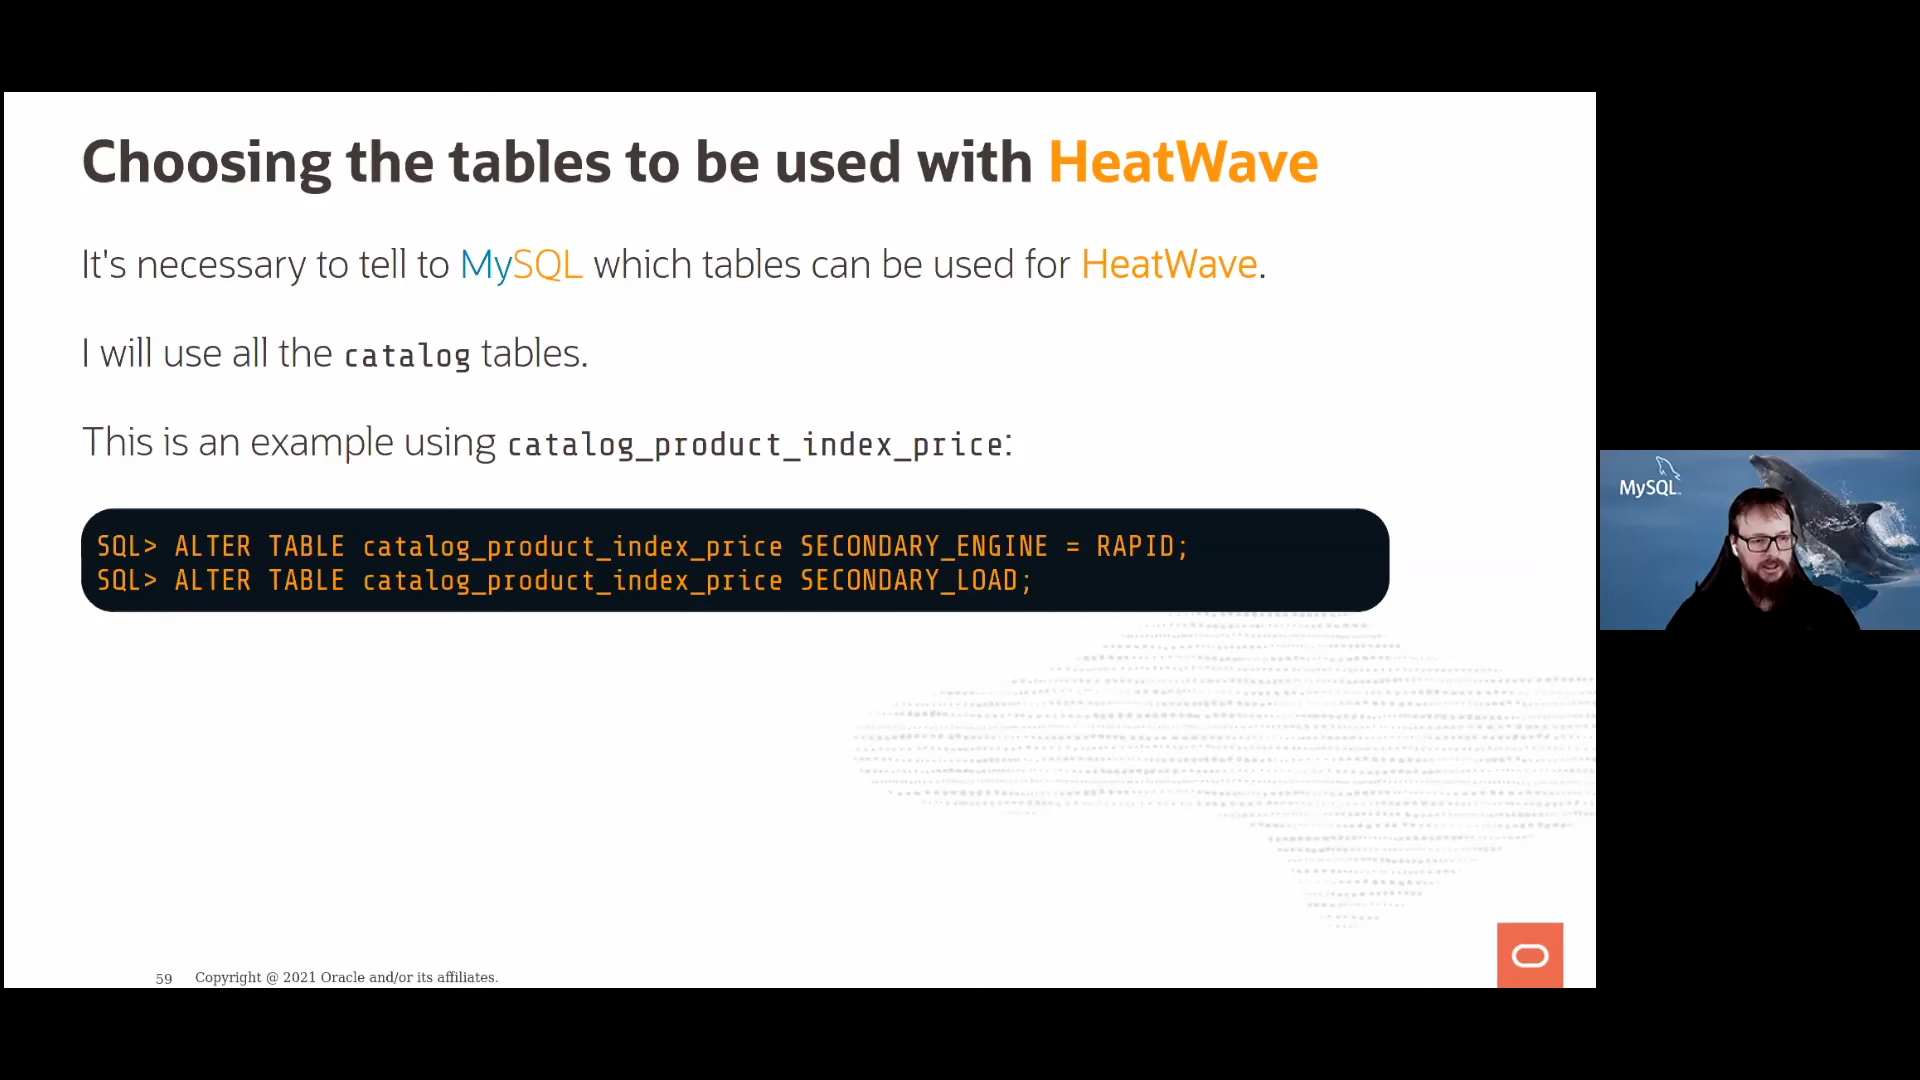 Choosing the tables to be used with HeatWave
It's necessary to tell to MySQL which tables can be used for HeatWave.
I will use all the catalog tables.
This is an example using catalog_product_index_price:
SQL> ALTER TABLE catalog_product_index_price SECONDARY_ENGINE = RAPID;
SQL> ALTER TABLE catalog_product_index_price SECONDARY_LOAD;
MySQL
59 Copyright @ 2021 Oracle and/or its affiliates.